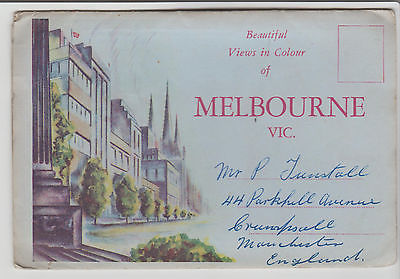 Beautiful
Views in Colour
of
MELBOURNE
VIC.
Mr P Tunstall
44 Parkhill Avenue
Crumpsall
Manchester
England.